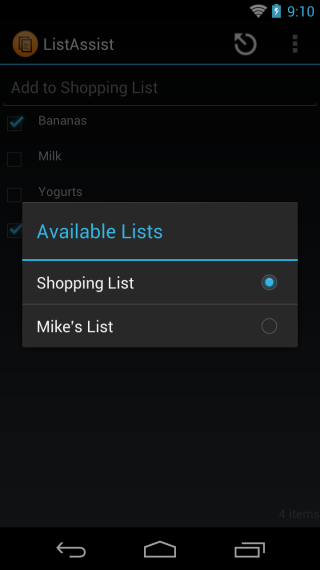 9:10
ListAssist
Add to Shopping List
Bananas
Milk
Yogurts
Available Lists
Shopping List
Mike's List
4 items